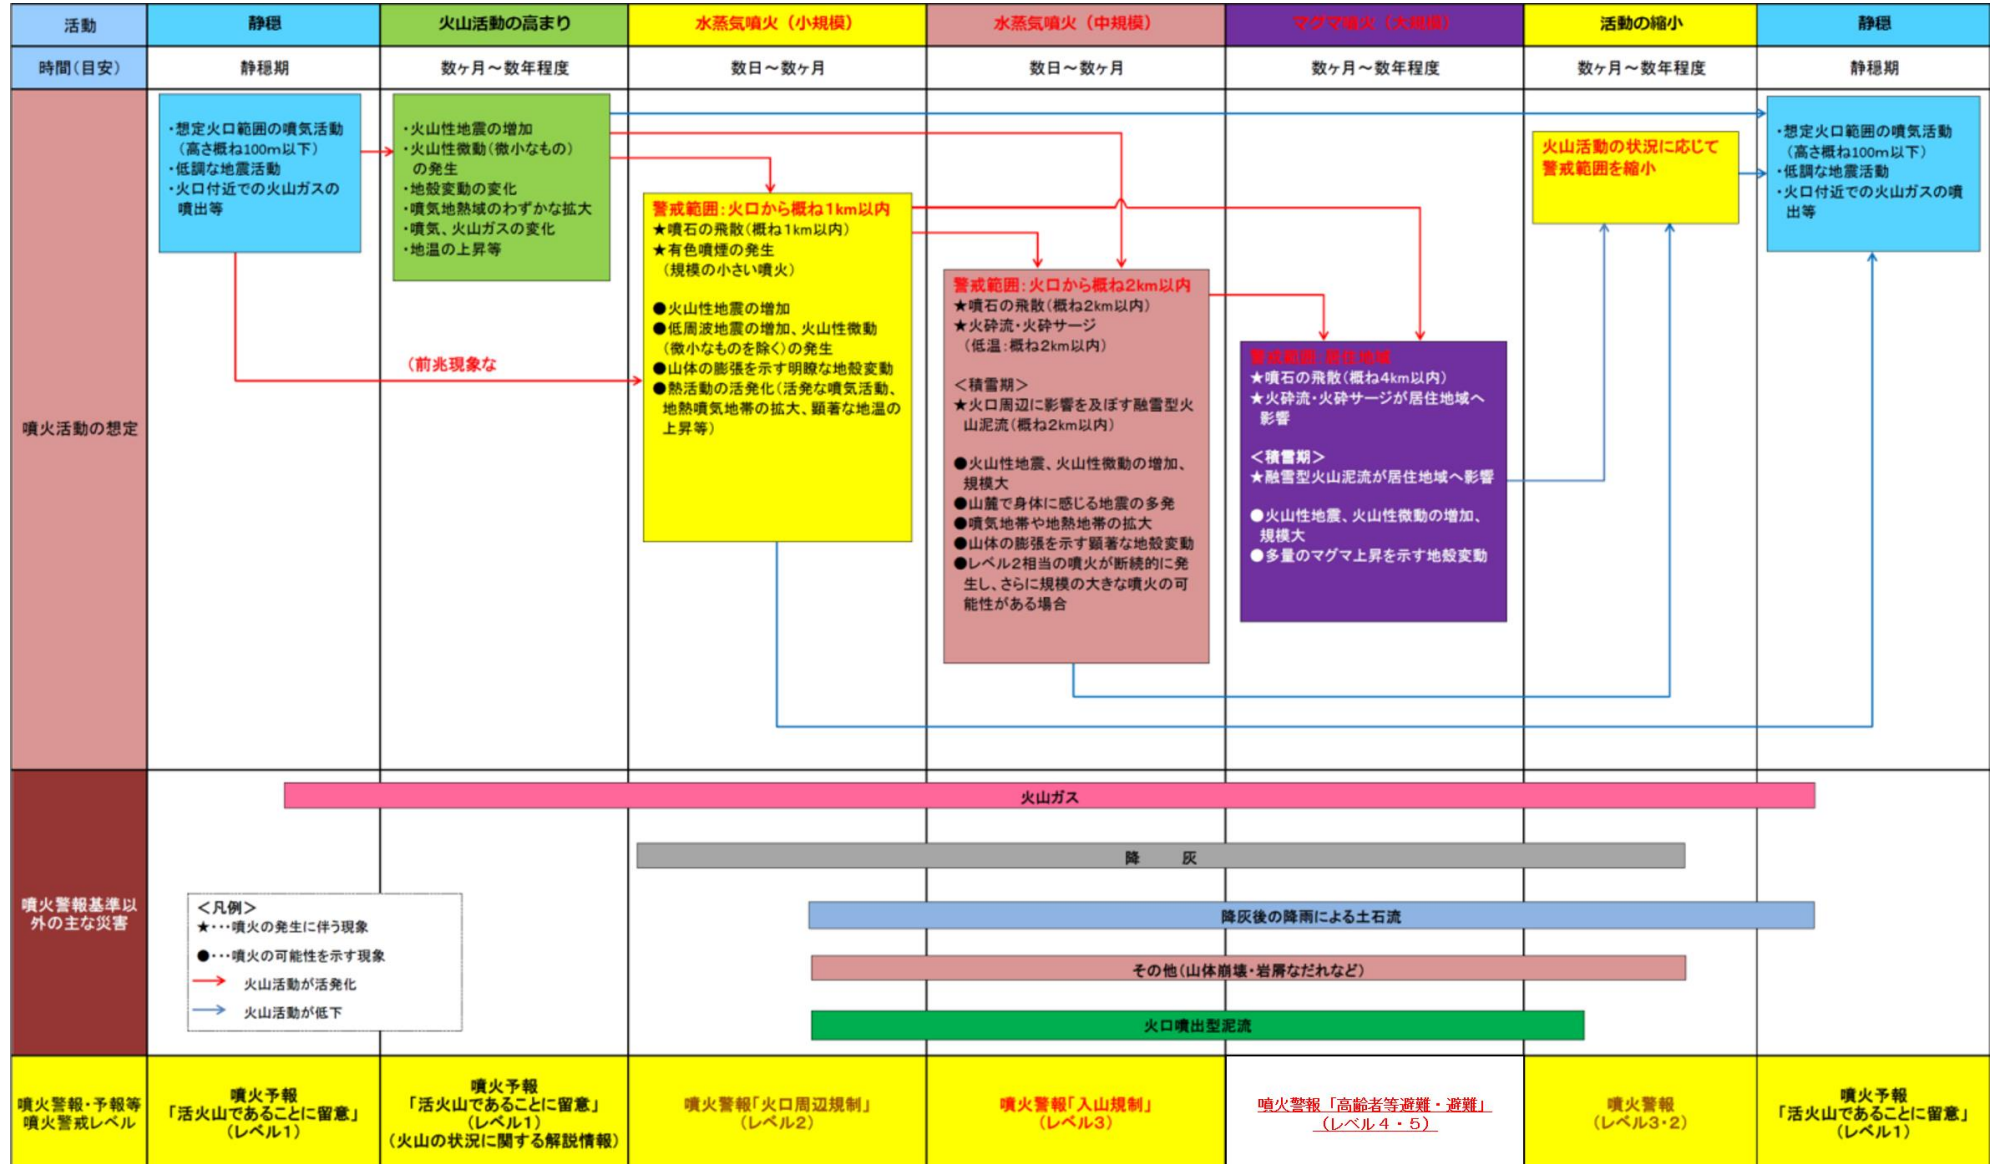 活動
静穏
火山活動の高まり
水蒸気噴火（小規模）
水蒸気噴火（中規模）
マグマ噴火（大規模）
活動の縮小
静穏
時間(目安)
静穏期
数ヶ月～数年程度
数日～数ヶ月
数日～数ヶ月
数ヶ月～数年程度
数ヶ月～数年程度
静穏期
噴火活動の想定
・想定火口範囲の噴気活動
（高さ概ね100m以下）
・低調な地震活動
・火口付近での火山ガスの
噴出等
・火山性地震の増加
・火山性微動（微小なもの）
の発生
・地殻変動の変化
・噴気地熱域のわずかな拡大
・噴気、火山ガスの変化
・地温の上昇等
（前兆現象な
警戒範囲：火口から概ね1km以内
★噴石の飛散（概ね1km以内）
★有色噴煙の発生
（規模の小さい噴火）
●火山性地震の増加
●低周波地震の増加、火山性微動
（微小なものを除く）の発生
●山体の膨張を示す明瞭な地殻変動
●熱活動の活発化（活発な噴気活動、
地熱噴気地帯の拡大、顕著な地温の
上昇等）
警戒範囲：火口から概ね2km以内
★噴石の飛散（概ね2km以内）
★火砕流・火砕サージ
（低温：概ね2km以内）
＜積雪期＞
★火口周辺に影響を及ぼす融雪型火
山泥流（概ね2km以内）
●火山性地震、火山性微動の増加、
規模大
●山麓で身体に感じる地震の多発
●噴気地帯や地熱地帯の拡大
●山体の膨張を示す顕著な地殻変動
●レベル2相当の噴火が断続的に発
生し、さらに規模の大きな噴火の可
能性がある場合
警戒範囲：居住地域
★噴石の飛散（概ね4km以内）
★火砕流・火砕サージが居住地域へ
影響
＜積雪期＞
★融雪型火山泥流が居住地域へ影響
●火山性地震、火山性微動の増加、
規模大
●多量のマグマ上昇を示す地殻変動
火山活動の状況に応じて
警戒範囲を縮小
・想定火口範囲の噴気活動
（高さ概ね100m以下）
・低調な地震活動
・火口付近での火山ガスの噴
出等
噴火警報基準以
外の主な災害
火山ガス
降　灰
降灰後の降雨による土石流
その他（山体崩壊・岩屑なだれなど）
火口噴出型泥流
＜凡例＞
★･･･噴火の発生に伴う現象
●･･･噴火の可能性を示す現象
火山活動が活発化
火山活動が低下
噴火警報・予報等
噴火警戒レベル
噴火予報
「活火山であることに留意」
（レベル1）
噴火予報
「活火山であることに留意」
（レベル1）
（火山の状況に関する解説情報）
噴火警報「火口周辺規制」
（レベル2）
噴火警報「入山規制」
（レベル3）
噴火警報「高齢者等避難・避難」
（レベル４・５）
噴火警報
（レベル3・2）
噴火予報
「活火山であることに留意」
（レベル1）